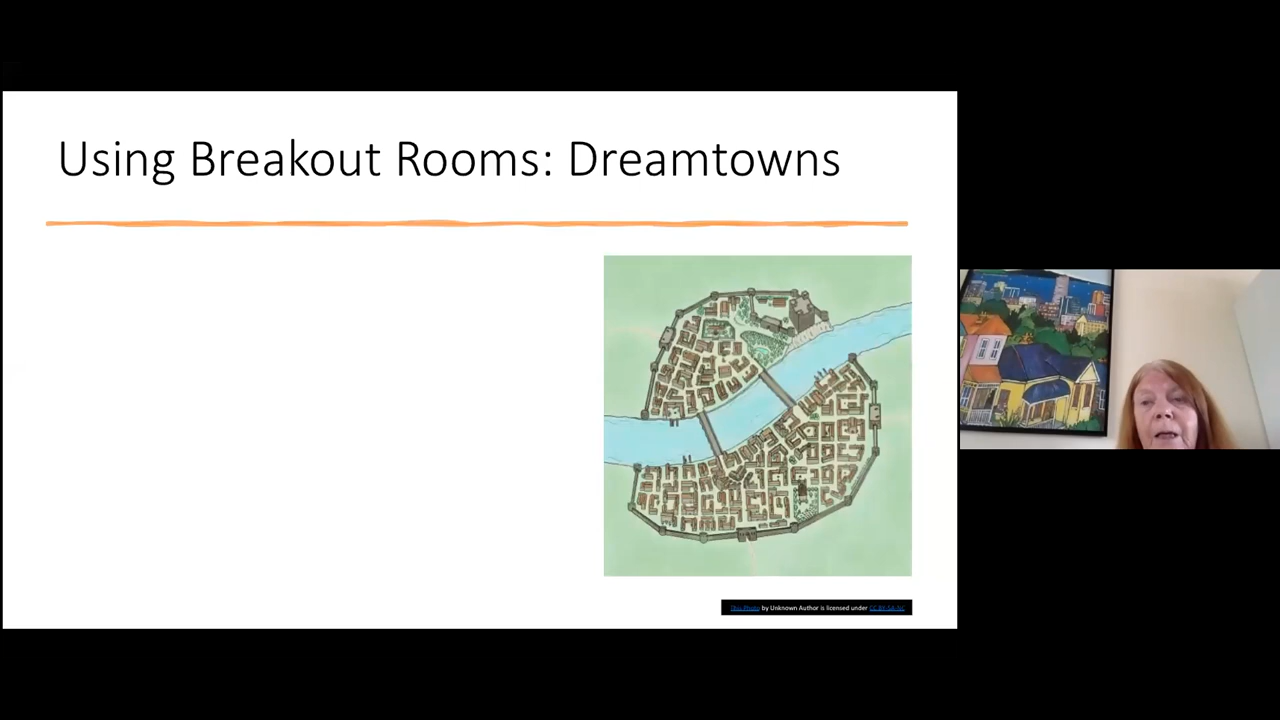 Using Breakout Rooms: Dreamtowns
This Photo by Unknown Author is licensed under CC BY-SA-NC